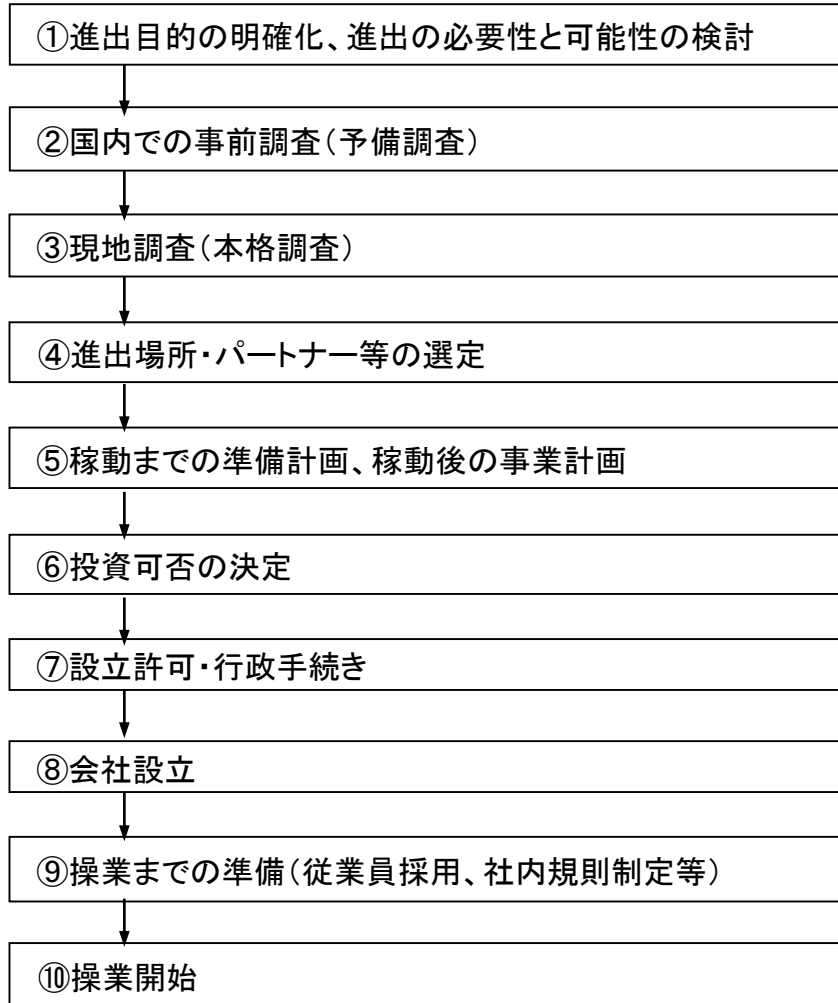 ①進出目的の明確化、進出の必要性と可能性の検討
②国内での事前調査(予備調査)
③現地調査(本格調査)
④進出場所・パートナー等の選定
⑤稼動までの準備計画、稼動後の事業計画
⑥投資可否の決定
⑦設立許可・行政手続き
⑧会社設立
⑨操業までの準備(従業員採用、社内規則制定等)
⑩操業開始